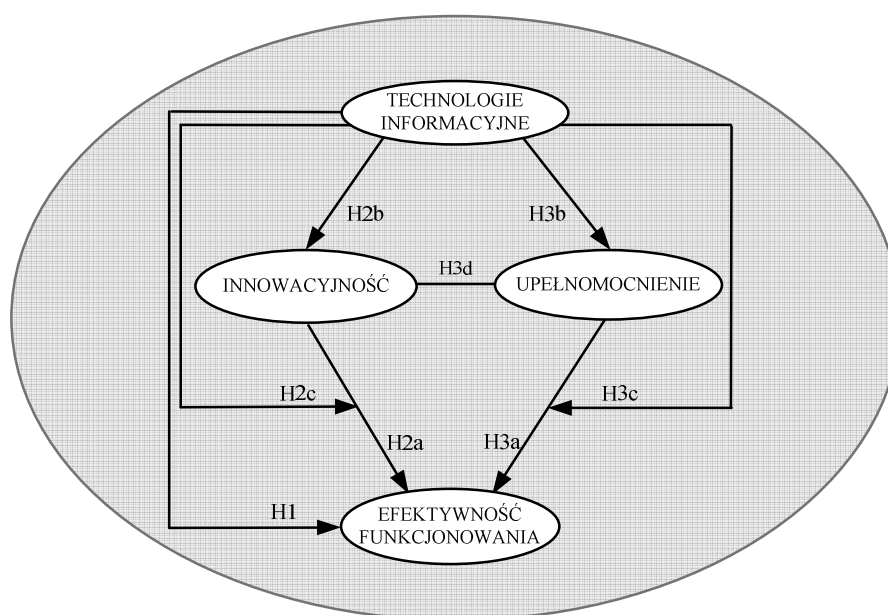 TECHNOLOGIE
INFORMACYJNE
H2b
H3b
INNOWACYJNOŚĆ
H3d
UPEŁNOMOCNIENIE
H2c
H3c
H2a
H3a
H1
EFEKTYWNOŚĆ
FUNKCJONOWANIA